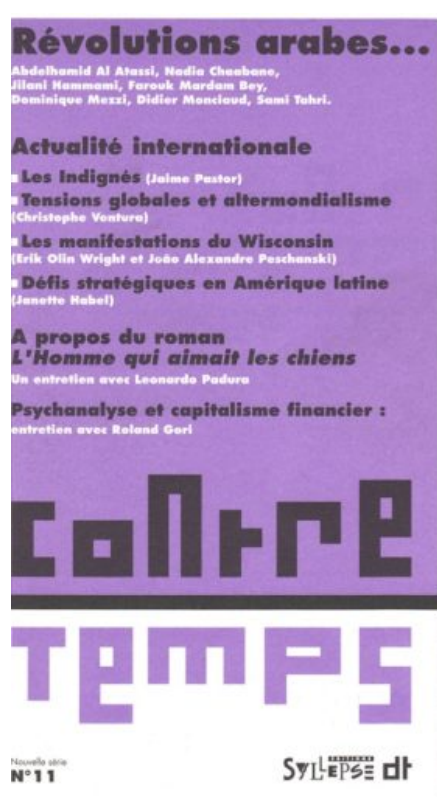 Révolutions arabes...
Abdelhamid Al Atassi, Nadia Chaabane,
Jilani Hammami, Farouk Mardam Bey,
Dominique Mezzi, Didier Monciaud, Sami Tahri.
Actualité internationale
Les Indignés (Jaime Pastor)
Tensions globales et altermondialisme
(Christophe Ventura)
Les manifestations du Wisconsin
(Erik Olin Wright et João Alexandre Peschanski)
Défis stratégiques en Amérique latine
(Janette Habel)
A propos du roman
L'Homme qui aimait les chiens
Un entretien avec Leonardo Padura
Psychanalyse et capitalisme financier :
entretien avec Roland Gori
contre
Temps
Nouvelle série
N°11
EDITIONS
SYLLEPSE dt